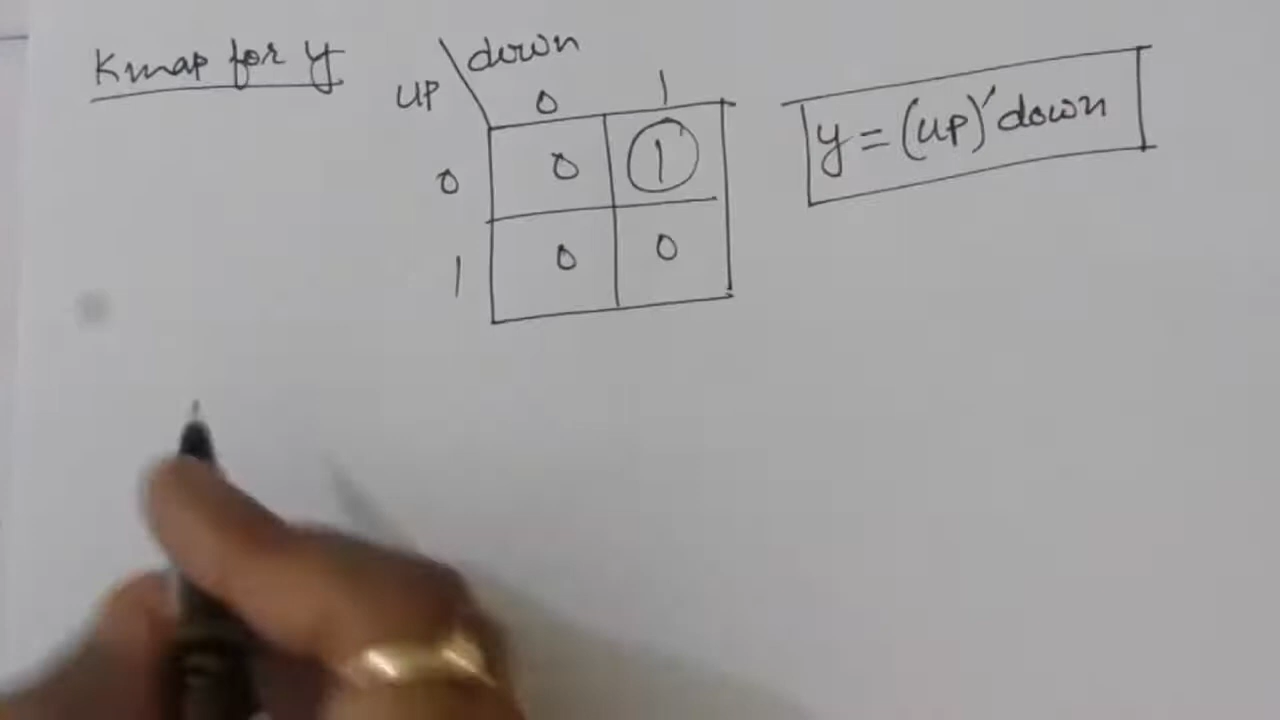 Kmap for y
down
UP
0 1
0 0 1
1 0 0
y = (up)' down